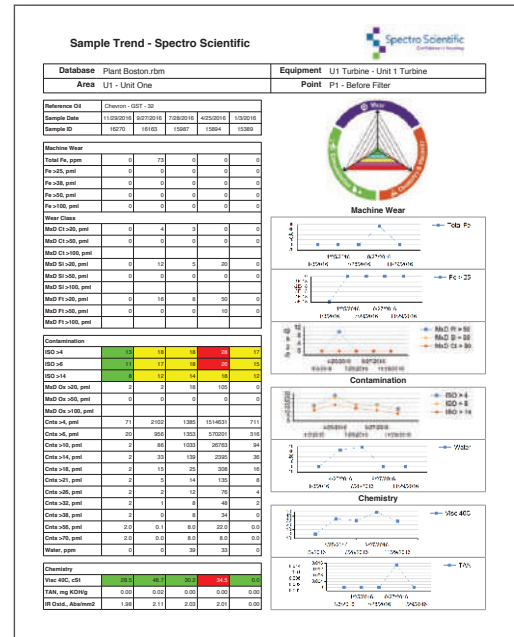 Sample Trend - Spectro Scientific
Spectro Scientific
Database Plant Boston.rbm Equipment U1 Turbine - Unit 1 Turbine
Area U1 - Unit One Point P1 - Before Filter
Reference Oil Chevron - GST - 32
Sample Date 11/29/2016 9/27/2016 7/28/2016 4/25/2016 1/3/2016
Sample ID 16270 16163 15987 15894 15389
Machine Wear
Total Fe, ppm 0 73 0 0 0
Fe >25, pml 0 0 0 0 0
Fe >38, pml 0 0 0 0 0
Fe >50, pml 0 0 0 0 0
Fe >100, pml 0 0 0 0 0
Wear Class
MxD Ct >20, pml 0 4 3 0 0
MxD Ct >50, pml 0 0 0 0 0
MxD Ct >100, pml
MxD Sl >20, pml 0 12 5 20 0
MxD Sl >50, pml 0 0 0 0 0
MxD Sl >100, pml
MxD Ft >20, pml 0 16 8 50 0
MxD Ft >50, pml 0 0 0 10 0
MxD Ft >100, pml
Contamination
ISO >4 13 18 18 28 17
ISO >6 11 17 18 26 15
ISO >14 8 12 14 18 12
MxD Ox >20, pml 2 2 18 105 0
MxD Ox >50, pml 0 0 0 0 0
MxD Ox >100, pml
Cnts >4, pml 71 2102 1385 1514631 711
Cnts >6, pml 20 956 1353 570201 316
Cnts >10, pml 2 86 1033 26763 94
Cnts >14, pml 2 33 139 2395 36
Cnts >18, pml 2 15 25 308 16
Cnts >21, pml 2 5 14 135 8
Cnts >26, pml 2 2 12 76 4
Cnts >32, pml 2 1 8 48 2
Cnts >38, pml 2 0 8 34 0
Cnts >56, pml 2.0 0.1 8.0 22.0 0.0
Cnts >70, pml 2.0 0.0 8.0 8.0 0.0
Water, ppm 0 0 39 33 0
Chemistry
Visc 40C, cSt 28.5 46.7 30.2 34.5 0.0
TAN, mg KOH/g 0.00 0.02 0.00 0.00 0.00
IR Oxid., Abs/mm2 1.98 2.11 2.03 2.01 0.00
Wear
Machine Wear
Total Fe
Fe > 25
MxD Ft > 50
Contamination
ISO > 4
ISO > 6
ISO > 14
Water
Chemistry
Visc 40C
TAN